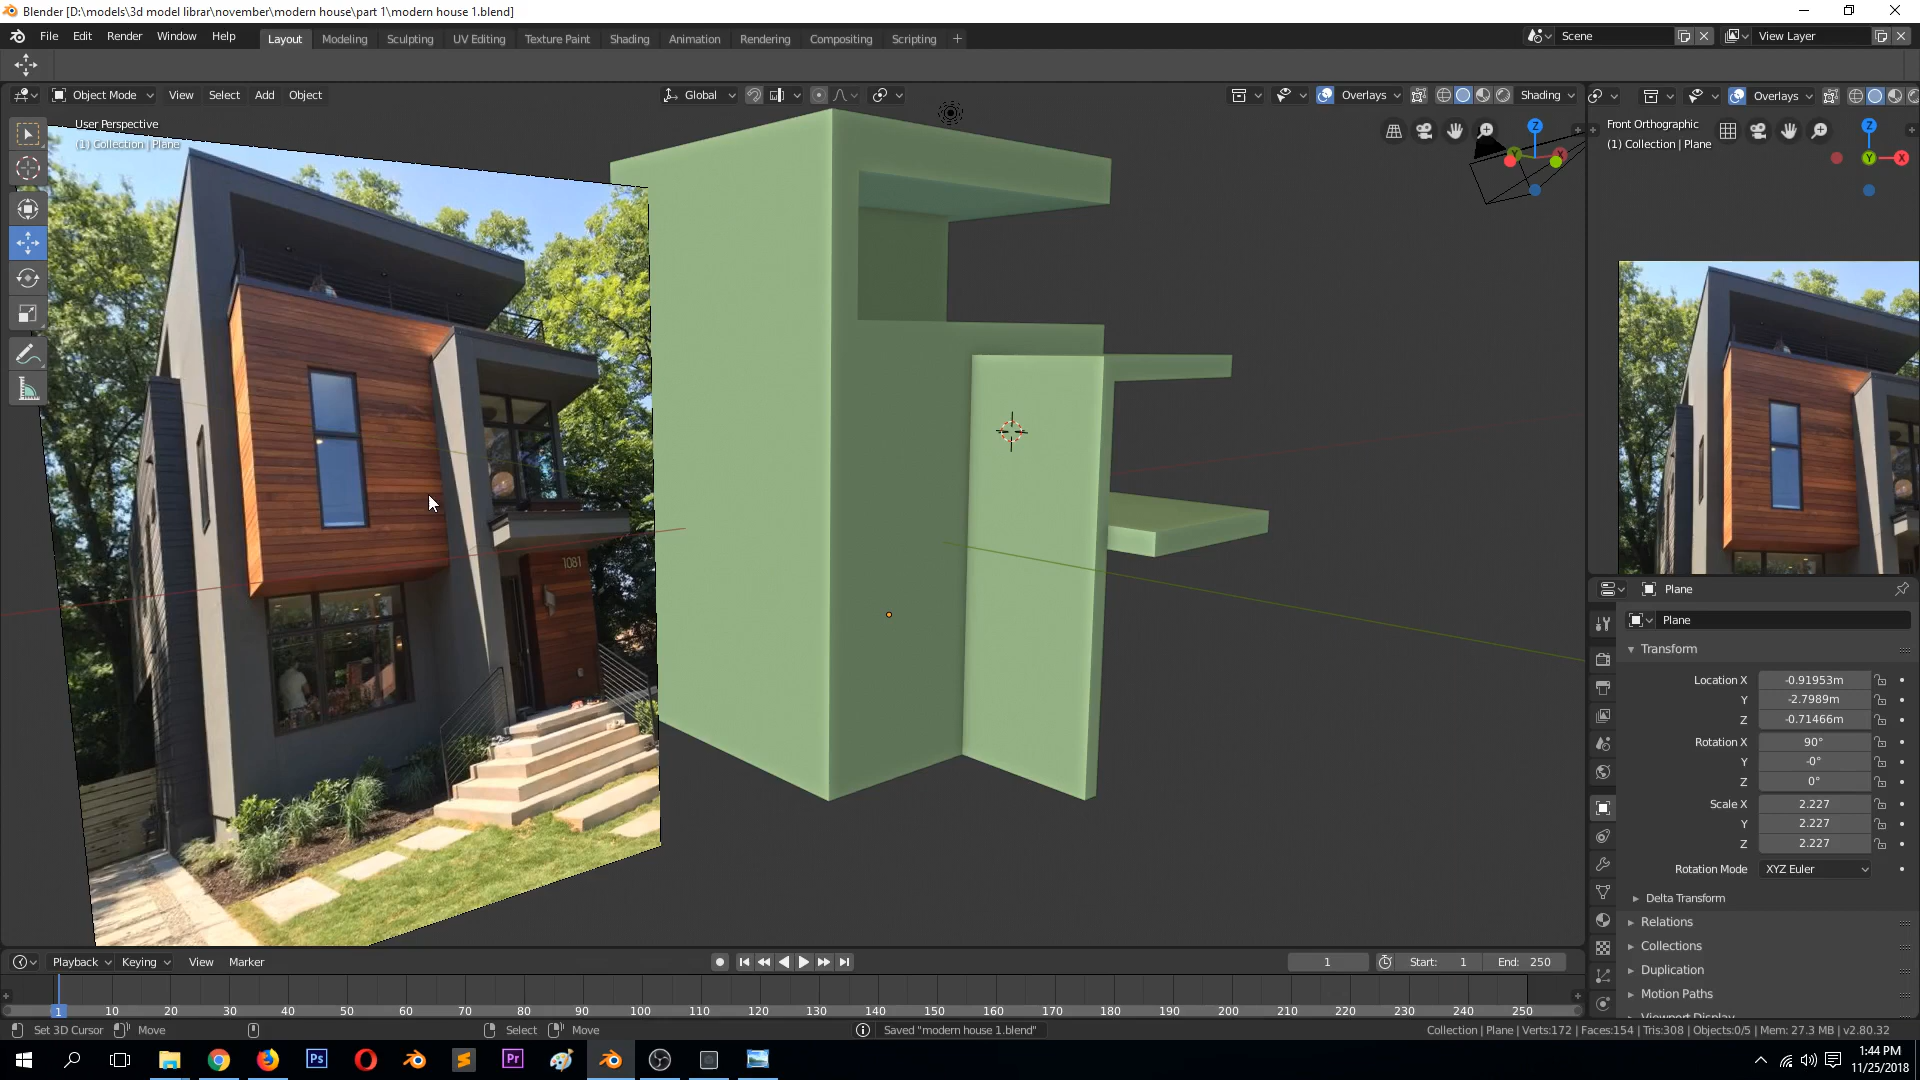 Blender [D:\models\3d model librar\november\modern house\part 1\modern house 1.blend]
File Edit Render Window Help
Layout Modeling Sculpting UV Editing Texture Paint Shading Animation Rendering Compositing Scripting
Scene
View Layer
Object Mode View Select Add Object
Global
Overlays
Shading
Overlays
User Perspective
(1) Collection | Plane
Z
Y
X
Front Orthographic
(1) Collection | Plane
Z
Y
X
1081
Plane
Plane
Transform
Location X -0.91953m
Y -2.7989m
Z -0.71466m
Rotation X 90°
Y -0°
Z 0°
Scale X 2.227
Y 2.227
Z 2.227
Rotation Mode XYZ Euler
Delta Transform
Relations
Collections
Duplication
Motion Paths
Viewport Display
Playback Keying View Marker
1
Start: 1
End: 250
1 10 20 30 40 50 60 70 80 90 100 110 120 130 140 150 160 170 180 190 200 210 220 230 240 250
Set 3D Cursor Move Select Move
Saved "modern house 1.blend"
Collection | Plane | Verts:172 | Faces:154 | Tris:308 | Objects:0/5 | Mem: 27.3 MB | v2.80.32
Ps
Pr
1:44 PM
11/25/2018